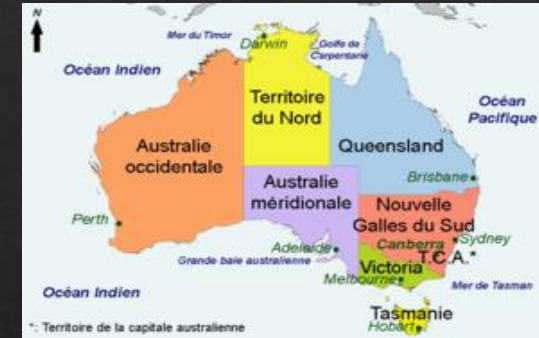 N
Mer du Timor
Darwin
Golfe de
Carpentarie
Océan Indien
Territoire
du Nord
Océan
Pacifique
Australie
occidentale
Queensland
Australie
méridionale
Brisbane
Nouvelle
Galles du Sud
Perth
Adelaide
Canberra
Sydney
T.C.A.*
Grande baie australienne
Victoria
Melbourne
Mer de Tasman
Océan Indien
Tasmanie
Hobart
*: Territoire de la capitale australienne